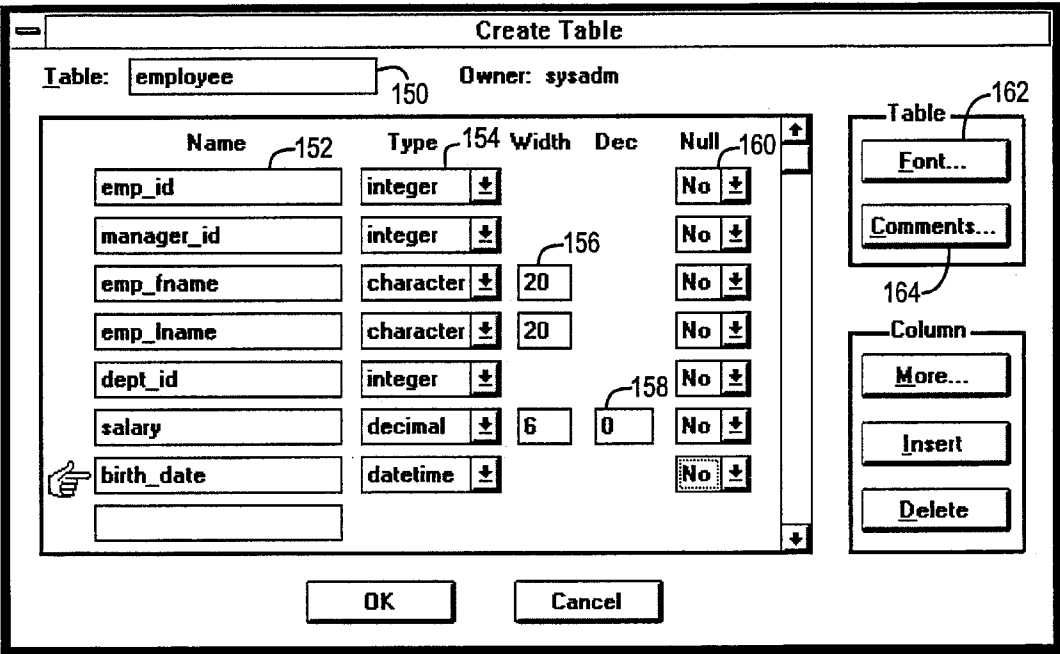 Create Table
Table: employee 150 Owner: sysadm
Name 152 Type 154 Width Dec Null 160
emp_id integer No
manager_id integer No
emp_fname character 20 156 No
emp_lname character 20 No
dept_id integer No
salary decimal 6 0 158 No
birth_date datetime No
Table 162
Font...
Comments...
164
Column
More...
Insert
Delete
OK Cancel